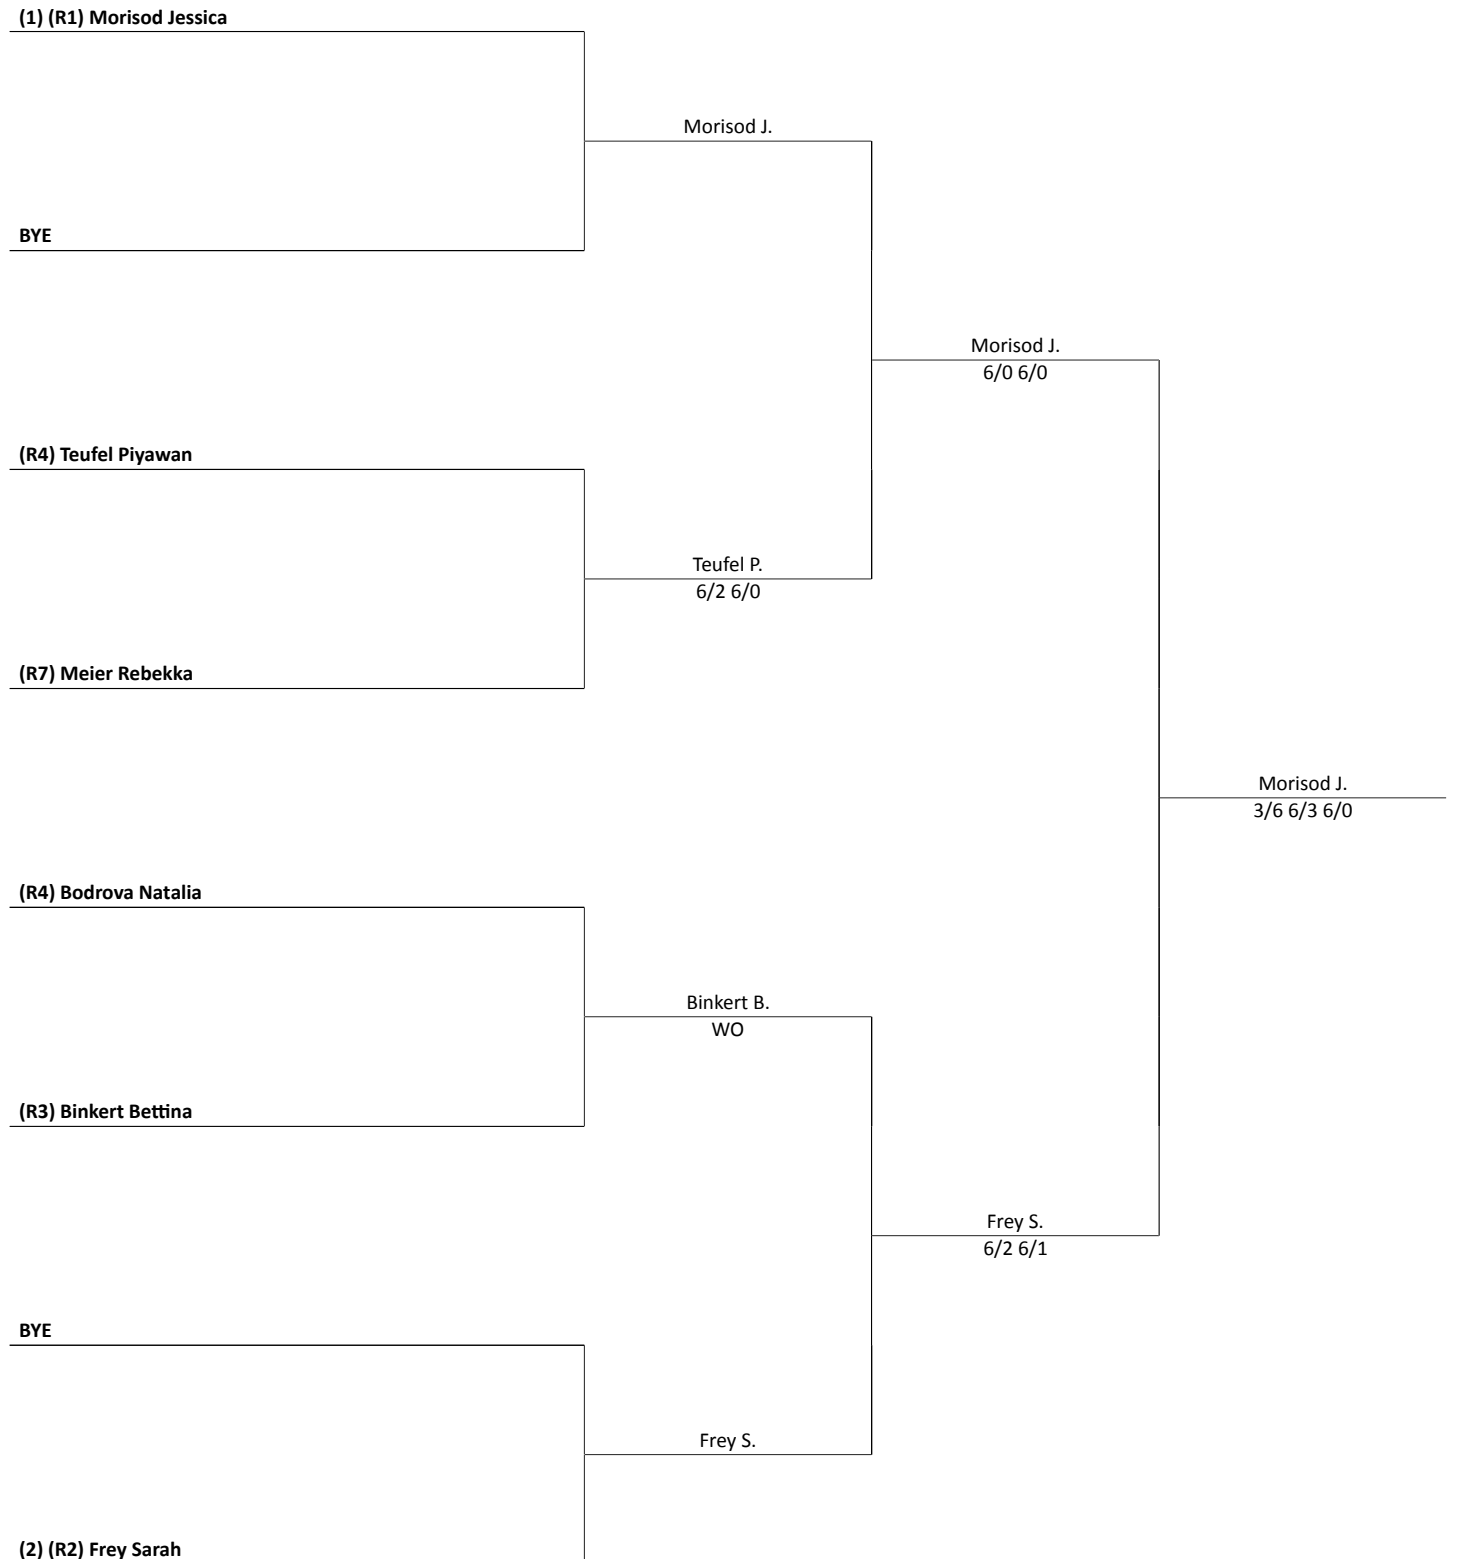 (1) (R1) Morisod Jessica
Morisod J.
BYE
Morisod J.
6/0 6/0
(R4) Teufel Piyawan
Teufel P.
6/2 6/0
(R7) Meier Rebekka
Morisod J.
3/6 6/3 6/0
(R4) Bodrova Natalia
Binkert B.
WO
(R3) Binkert Bettina
Frey S.
6/2 6/1
BYE
Frey S.
(2) (R2) Frey Sarah